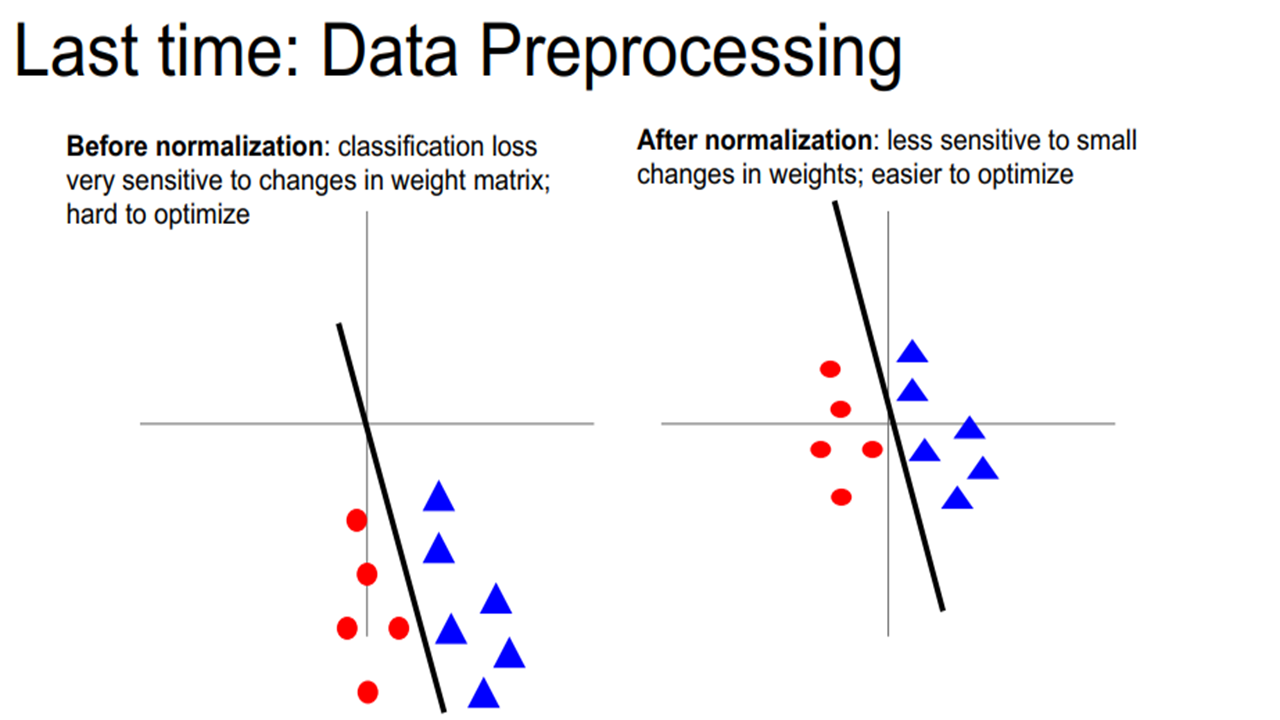 Last time: Data Preprocessing
Before normalization: classification loss
very sensitive to changes in weight matrix;
hard to optimize
After normalization: less sensitive to small
changes in weights; easier to optimize